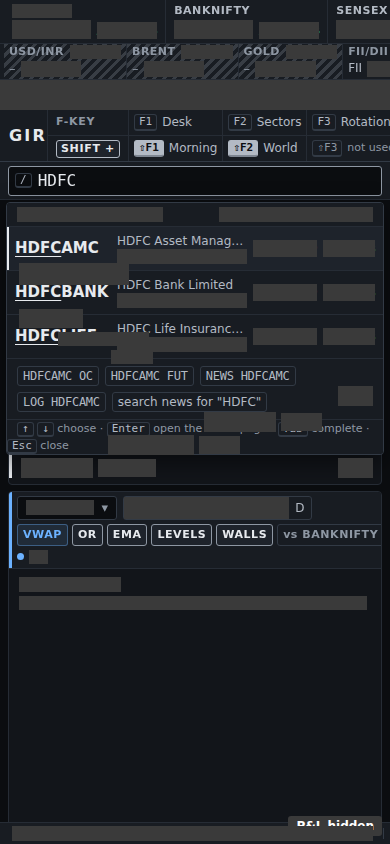 BANKNIFTY SENSEX
USD/INR BRENT GOLD FII/DII
– – – FII
GIR F-KEY F1 Desk F2 Sectors F3 Rotation
SHIFT + ⇧F1 Morning ⇧F2 World ⇧F3 not used
/ HDFC
HDFCAMC HDFC Asset Manag…
HDFCBANK HDFC Bank Limited
HDFCLIFE HDFC Life Insuranc…
HDFCAMC OC HDFCAMC FUT NEWS HDFCAMC
LOG HDFCAMC search news for "HDFC"
↑ ↓ choose · Enter open the complete ·
Esc close
▾ D
VWAP OR EMA LEVELS WALLS vs BANKNIFTY
P&L hidden